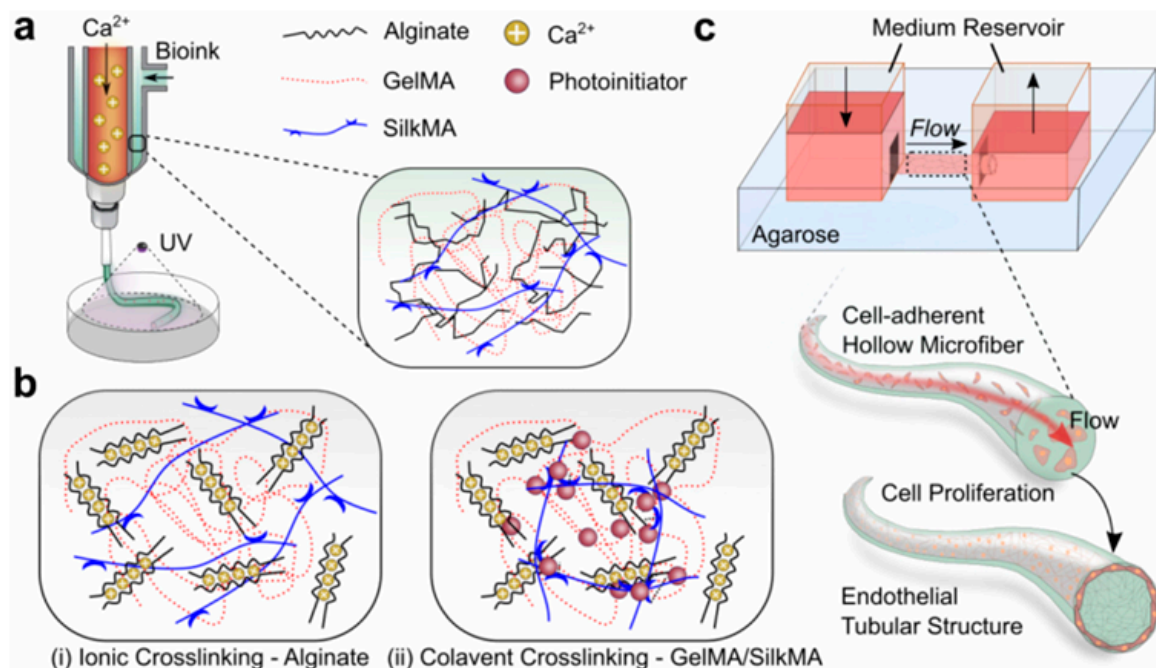 a
Ca2+
Bioink
UV
Alginate
GelMA
SilkMA
Ca2+
Photoinitiator
b
(i) Ionic Crosslinking - Alginate
(ii) Colavent Crosslinking - GelMA/SilkMA
c
Medium Reservoir
Flow
Agarose
Cell-adherent
Hollow Microfiber
Flow
Cell Proliferation
Endothelial
Tubular Structure